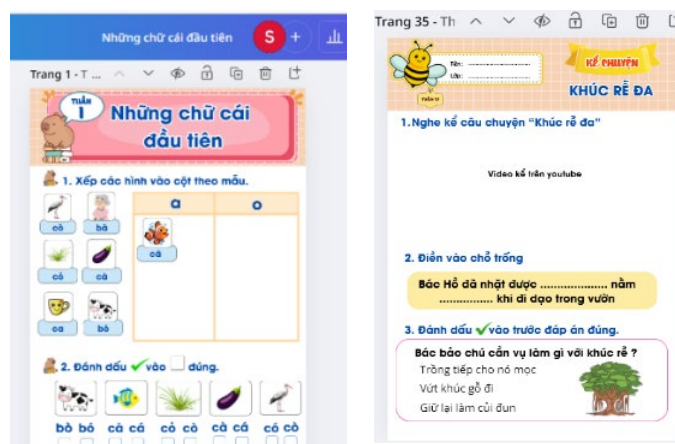 Những chữ cái đầu tiên
S
+
Trang 1 - T ...
TUẦN
1
Những chữ cái
đầu tiên
1. Xếp các hình vào cột theo mẫu.
a
o
cò
bà
cá
cỏ
cà
ca
bò
2. Đánh dấu vào đúng.
bò bó
cà cá
cỏ cò
cà cá
có cò
Trang 35 - Th
Tên:
Lớp:
KỂ CHUYỆN
KHÚC RỄ ĐA
1.Nghe kể câu chuyện "Khúc rễ đa"
Video kể trên youtube
2. Điền vào chỗ trống
Bác Hồ đã nhặt được .................... nằm
................ khi đi dạo trong vườn
3. Đánh dấu vào trước đáp án đúng.
Bác bảo chú cần vụ làm gì với khúc rễ ?
Trồng tiếp cho nó mọc
Vứt khúc gỗ đi
Giữ lại làm củi đun